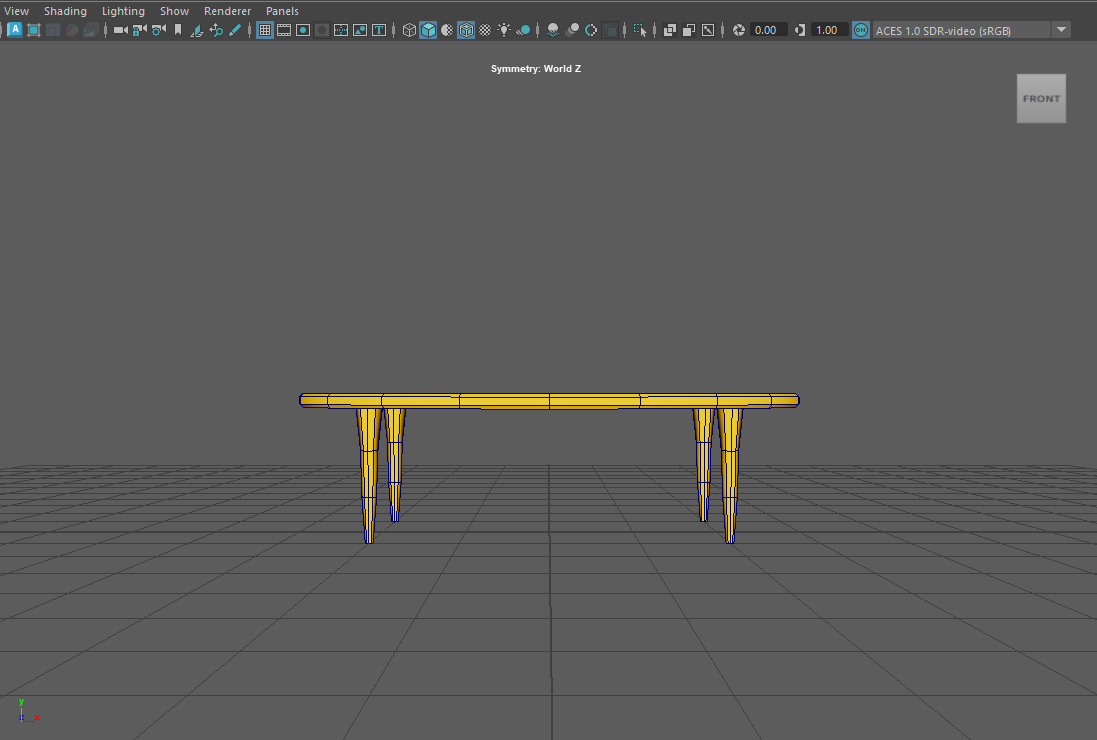 View Shading Lighting Show Renderer Panels
A T 0.00 1.00 ON ACES 1.0 SDR-video (sRGB)
Symmetry: World Z
FRONT
y
z x